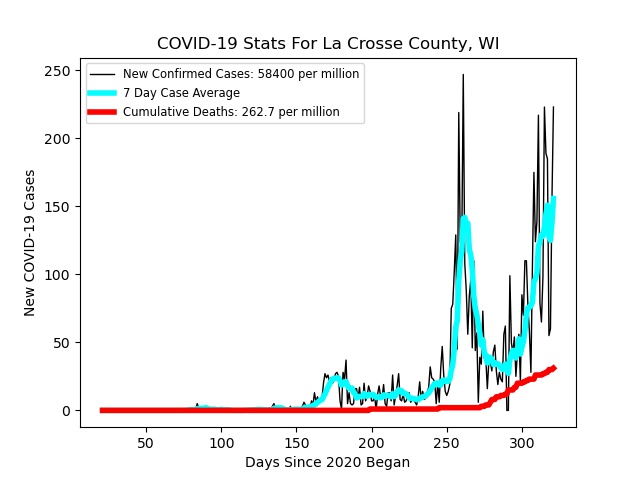 COVID-19 Stats For La Crosse County, WI
New Confirmed Cases: 58400 per million
7 Day Case Average
Cumulative Deaths: 262.7 per million
New COVID-19 Cases
250
200
150
100
50
0
50 100 150 200 250 300
Days Since 2020 Began